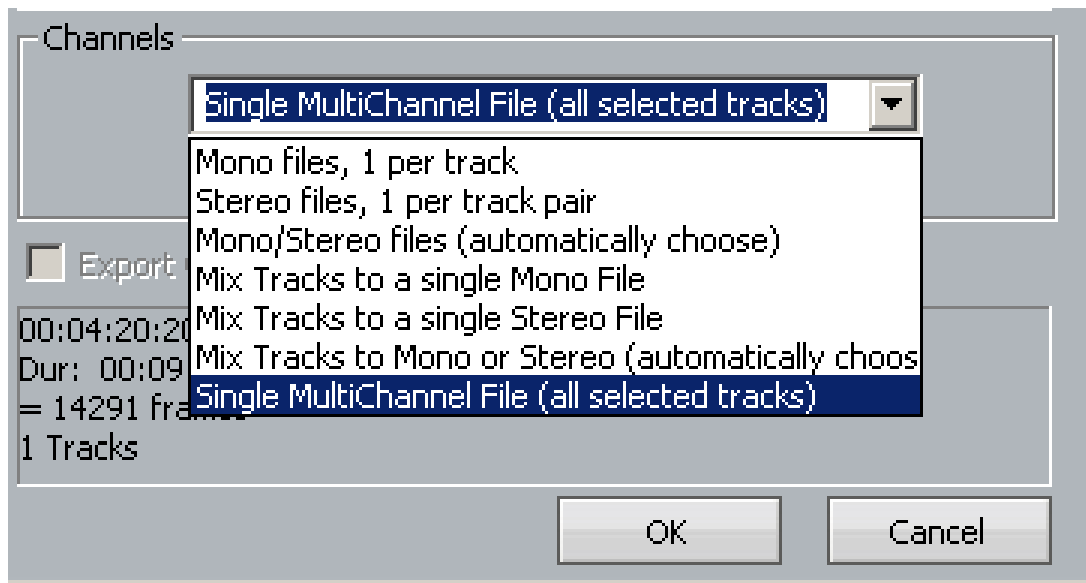 Channels
Single MultiChannel File (all selected tracks)
Mono files, 1 per track
Stereo files, 1 per track pair
Mono/Stereo files (automatically choose)
Mix Tracks to a single Mono File
Mix Tracks to a single Stereo File
Mix Tracks to Mono or Stereo (automatically choos
Single MultiChannel File (all selected tracks)
Export
00:04:20:20
Dur: 00:09
= 14291 frames
1 Tracks
OK
Cancel